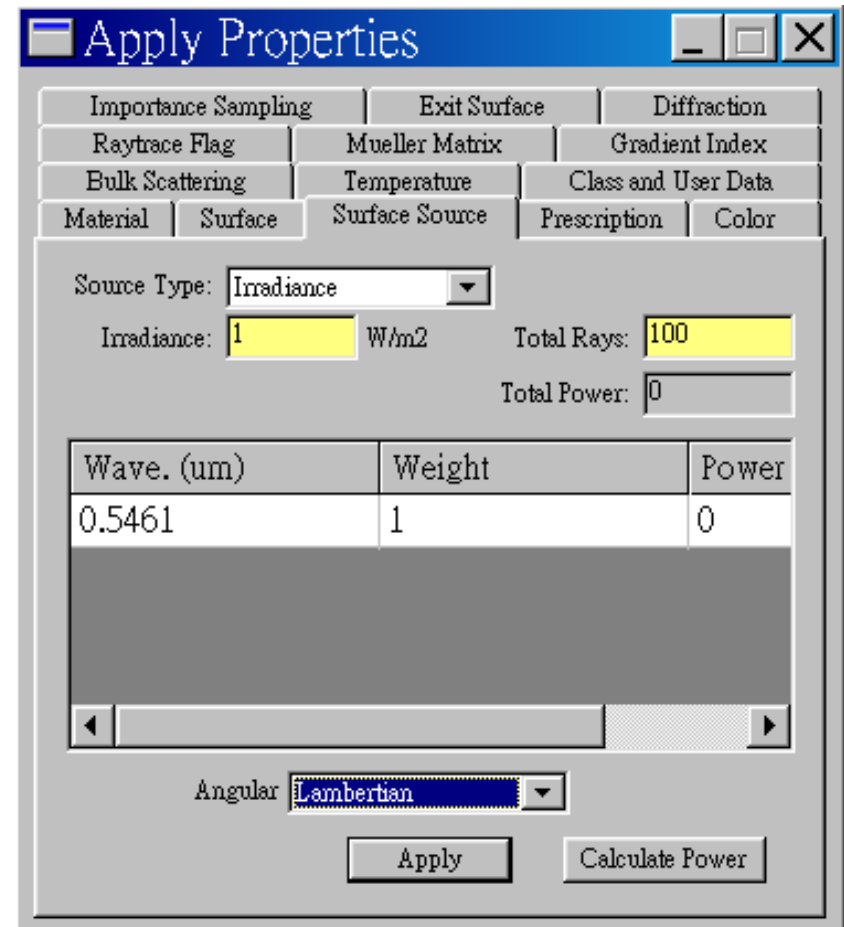 Apply Properties
Importance Sampling Exit Surface Diffraction
Raytrace Flag Mueller Matrix Gradient Index
Bulk Scattering Temperature Class and User Data
Material Surface Surface Source Prescription Color
Source Type: Irradiance
Irradiance: 1 W/m2 Total Rays: 100
Total Power: 0
Wave. (um) Weight Power
0.5461 1 0
Angular Lambertian
Apply Calculate Power